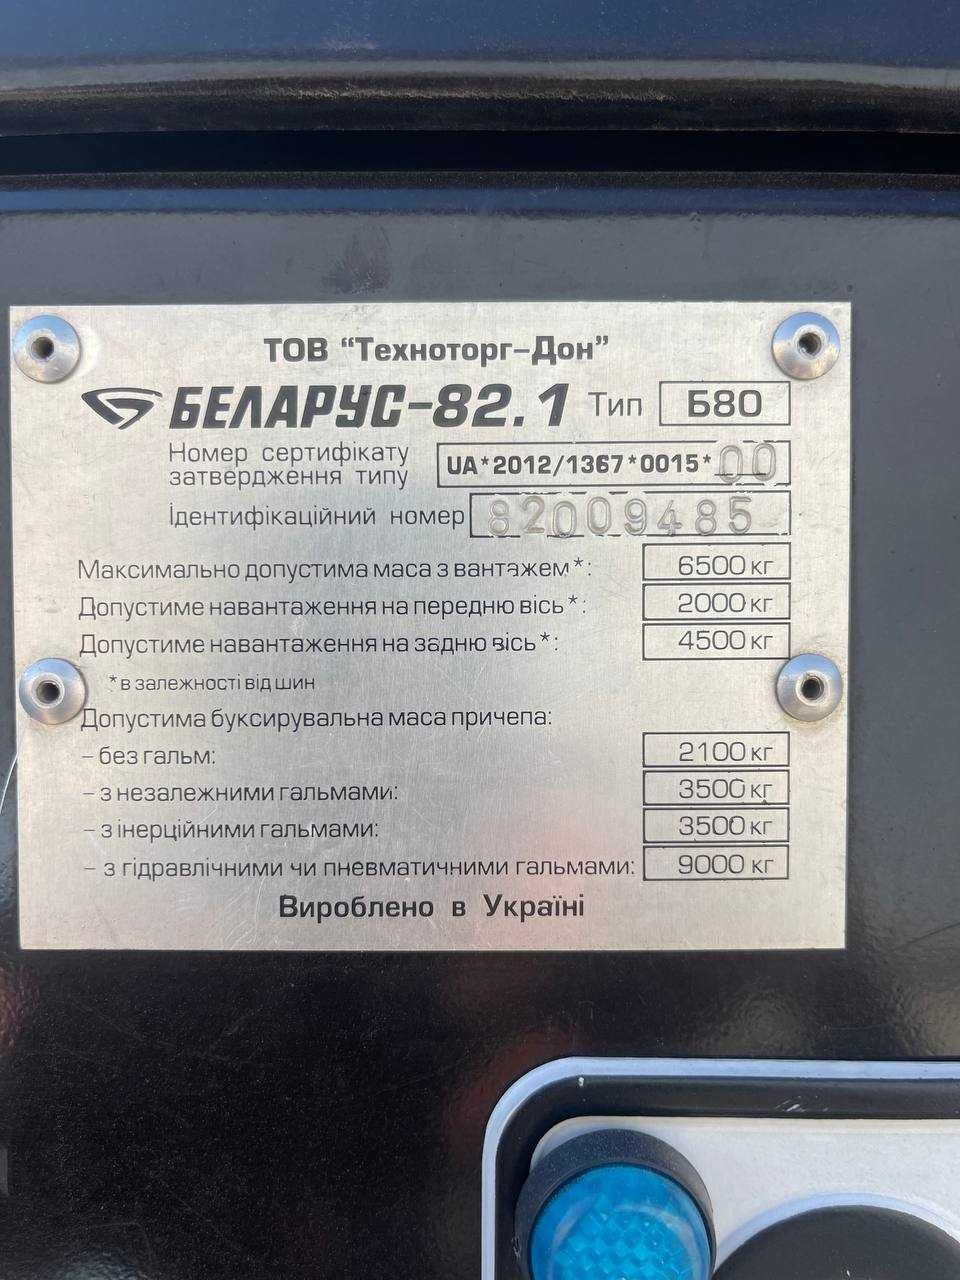 ТОВ "Техноторг-Дон"
БЕЛАРУС-82.1 Тип Б80
Номер сертифікату
затвердження типу UA*2012/1367*0015*00
Ідентифікаційний номер 82009485
Максимально допустима маса з вантажем*: 6500 кг
Допустиме навантаження на передню вісь*: 2000 кг
Допустиме навантаження на задню вісь*: 4500 кг
*в залежності від шин
Допустима буксирувальна маса причепа:
- без гальм: 2100 кг
- з незалежними гальмами: 3500 кг
- з інерційними гальмами: 3500 кг
- з гідравлічними чи пневматичними гальмами: 9000 кг
Вироблено в Україні